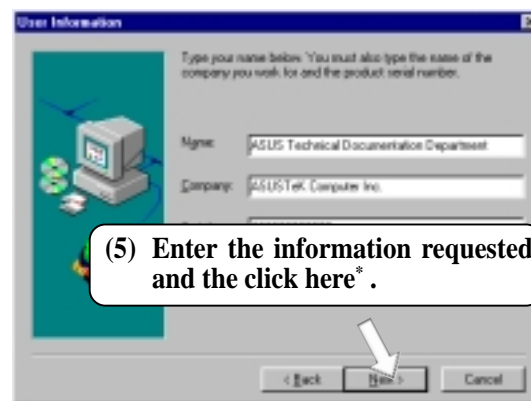 User Information
Type your name below. You must also type the name of the
company you work for and the product serial number.
Name:
ASUS Technical Documentation Department
Company:
ASUSTeK Computer Inc.
(5) Enter the information requested
and the click here* .
< Back
Next >
Cancel